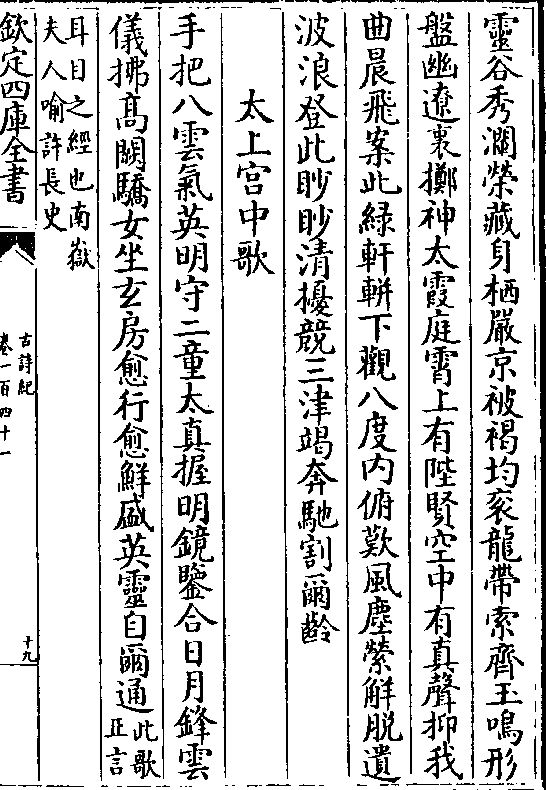 靈谷秀瀾榮藏身栖巖京被褐均衮龍帶索齊玉鳴形
盤幽遼裏擲神太霞庭霄上有陛賢空中有真聲抑我
曲晨飛案此緑軒軿下觀八度内俯歎風塵縈解脱遺
波浪登此眇眇清擾競三津竭奔馳割爾齡
太上宫中歌
手把八雲氣英明守二童太真握明鏡鑒合日月鋒雲
儀拂髙闕驕女坐玄房愈行愈鮮盛英靈自爾通此歌
正言
耳目之經也南嶽
夫人喻許長史
欽定四庫全書
古詩紀
卷一百四十一
十九